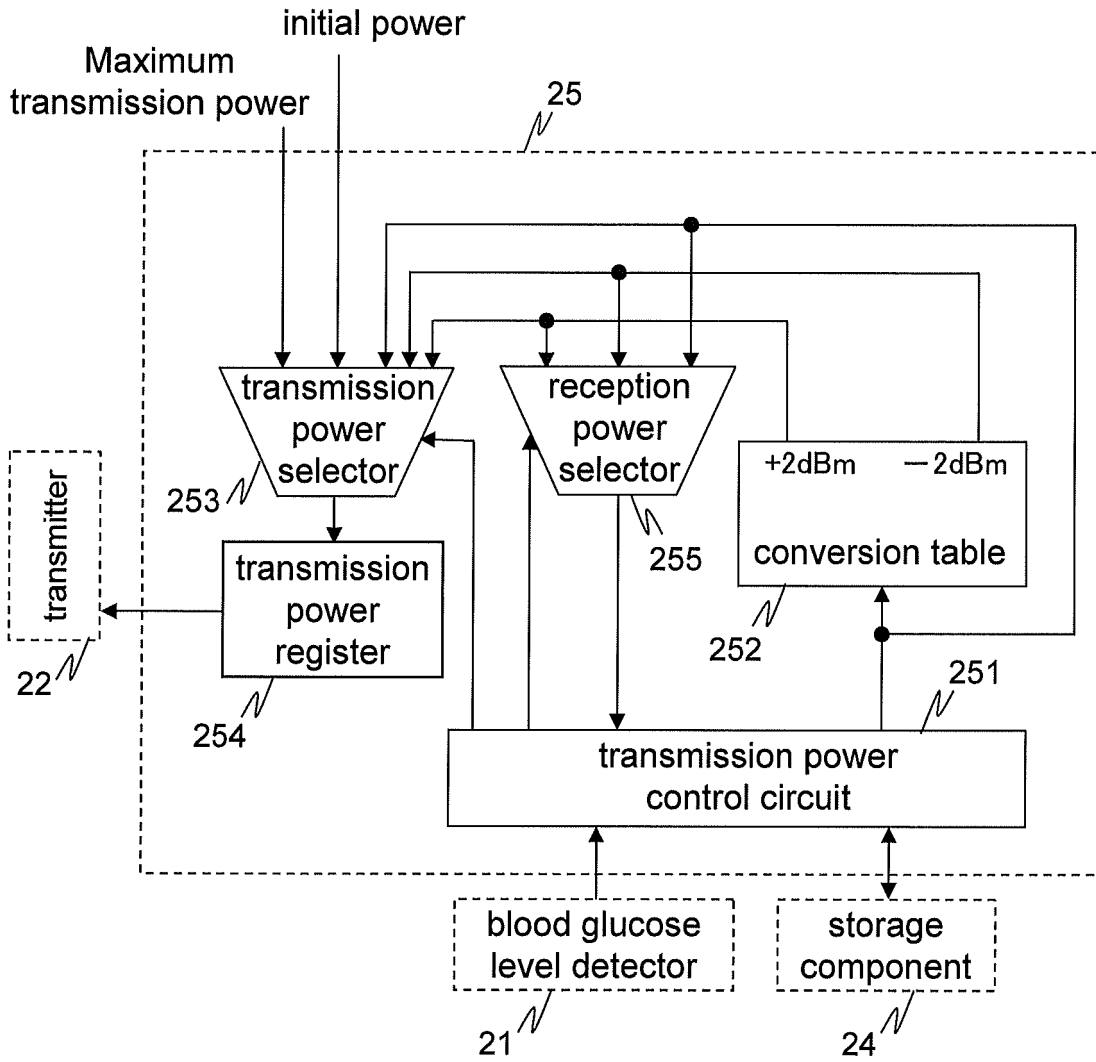 initial power
Maximum
transmission power
25
transmission
power
selector
253
reception
power
selector
255
+2dBm
−2dBm
conversion table
252
transmitter
22
transmission
power
register
254
251
transmission power
control circuit
blood glucose
level detector
21
storage
component
24